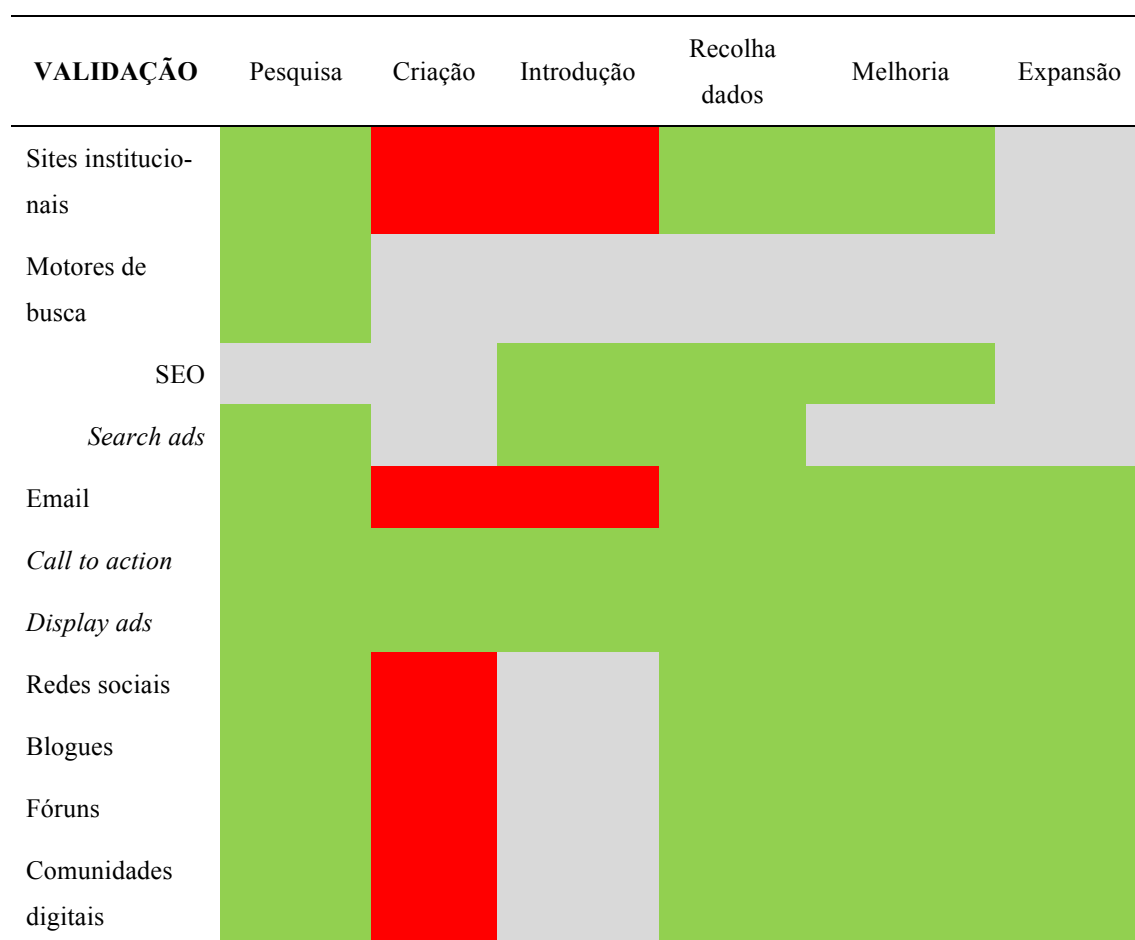 VALIDAÇÃO Pesquisa Criação Introdução Recolha dados Melhoria Expansão
Sites institucio-
nais
Motores de
busca
SEO
Search ads
Email
Call to action
Display ads
Redes sociais
Blogues
Fóruns
Comunidades
digitais